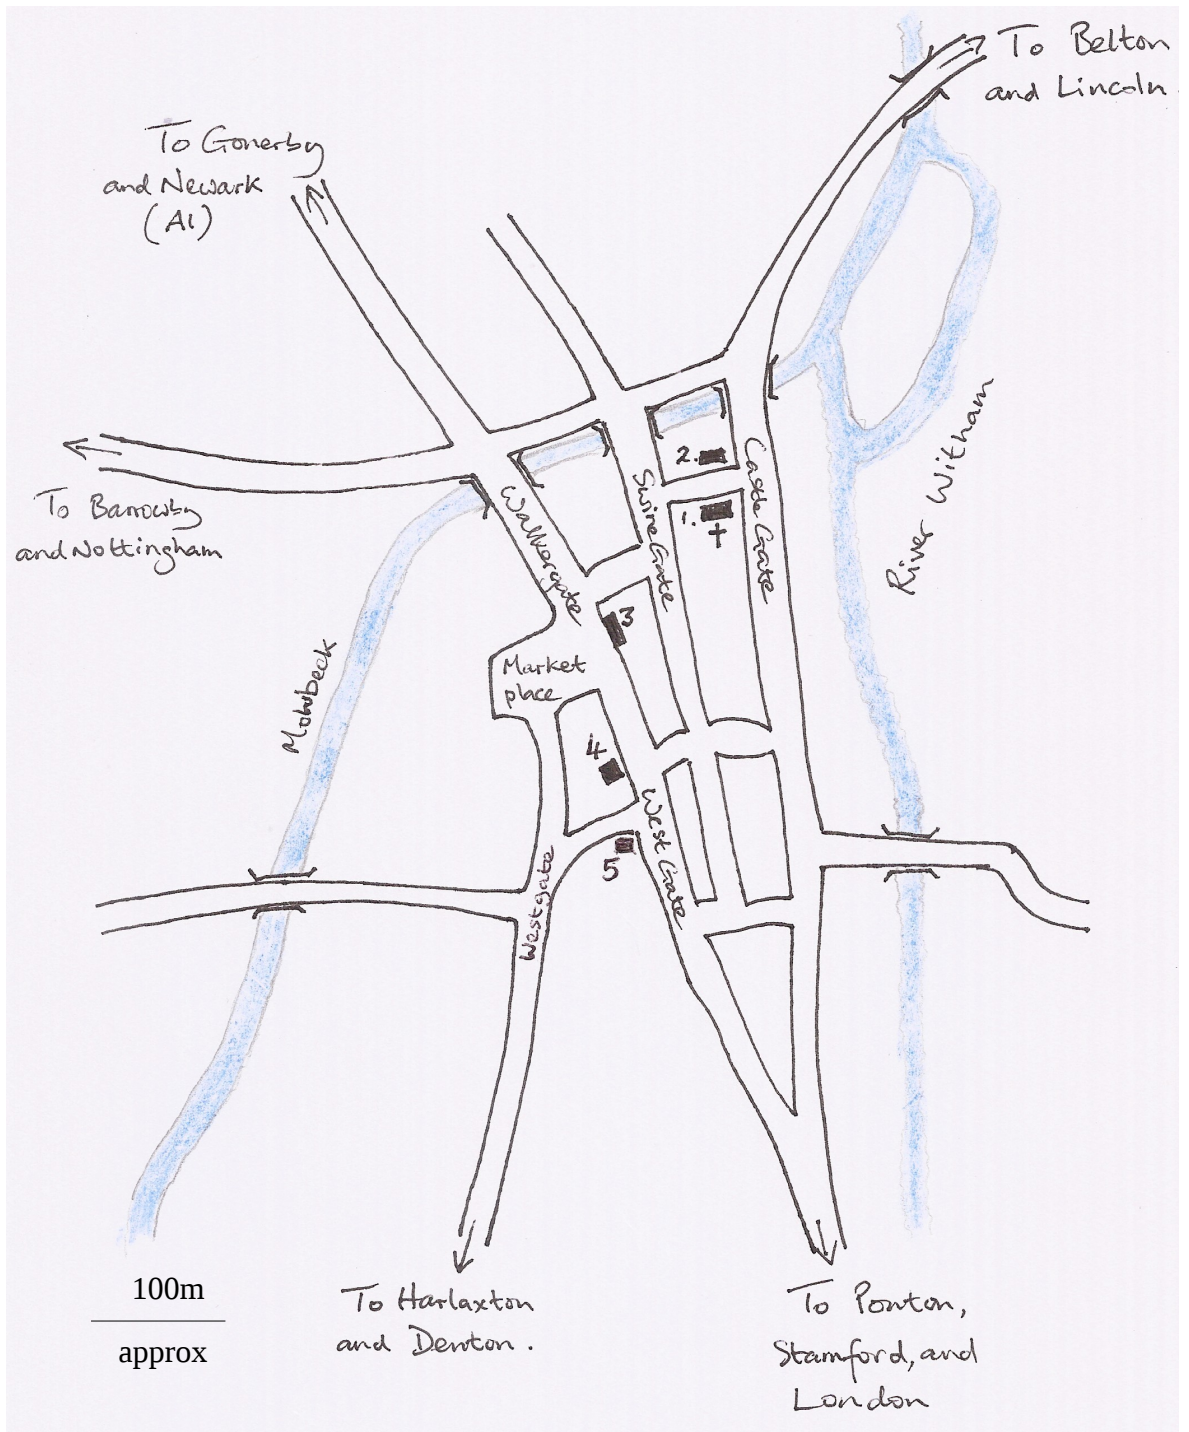 To Belton
and Lincoln.
To Gonerby
and Newark
(A1)
To Barrowby
and Nottingham
Walkergate
Swine Gate
Castle Gate
River Witham
2.
1.
+
3
Market
place
Mowbeck
4
West Gate
5
Westgate
100m
approx
To Harlaxton
and Denton.
To Ponton,
Stamford, and
London